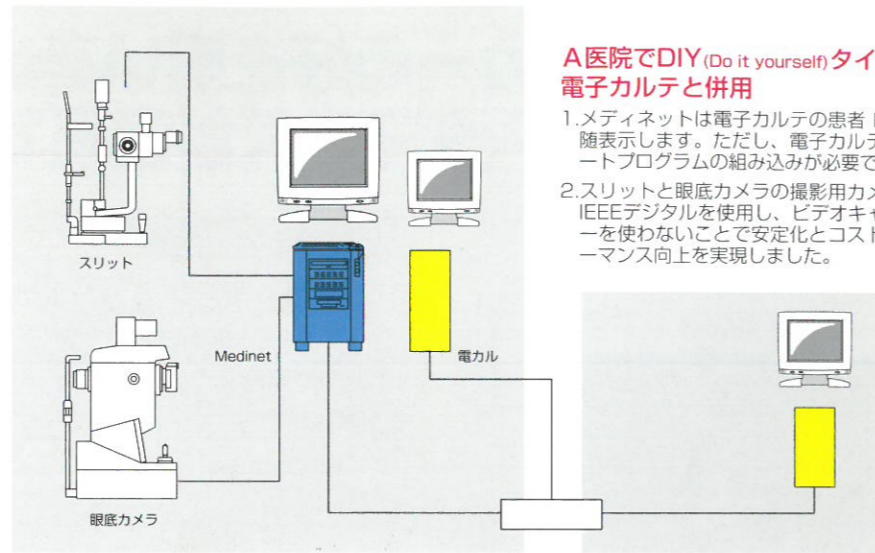 A医院でDIY(Do it yourself)タイ
電子カルテと併用
1.メディネットは電子カルテの患者
随表示します。ただし、電子カルテ
ートプログラムの組み込みが必要で
2.スリットと眼底カメラの撮影用カメ
IEEEデジタルを使用し、ビデオキャ
ーを使わないことで安定化とコスト
ーマンス向上を実現しました。
スリット
Medinet
電カル
眼底カメラ